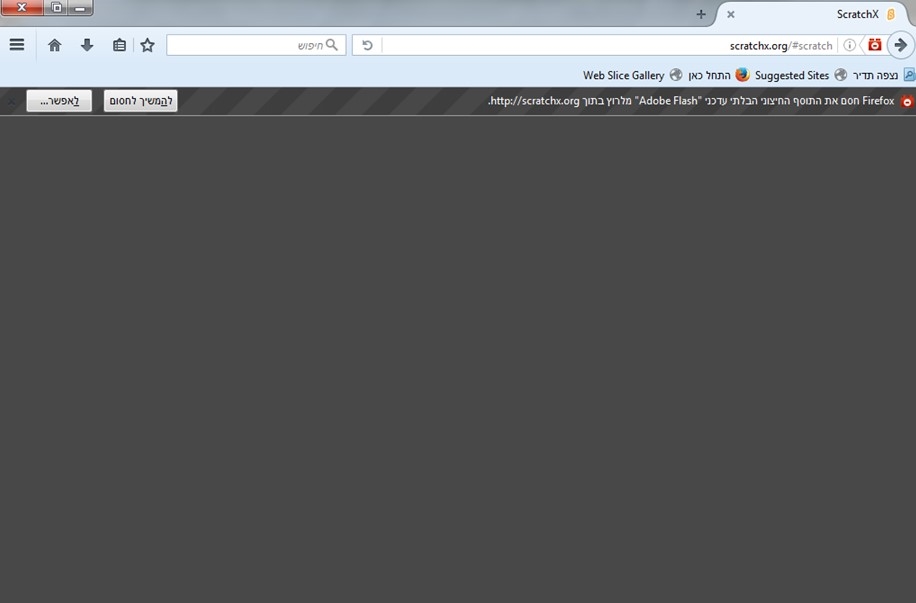 ScratchX
scratchx.org/#scratch
חיפוש
נצפה תדיר Suggested Sites התחל כאן Web Slice Gallery
Firefox חסם את התוסף החיצוני הבלתי עדכני "Adobe Flash" מלרוץ בתוך http://scratchx.org.
להמשיך לחסום
לאפשר...